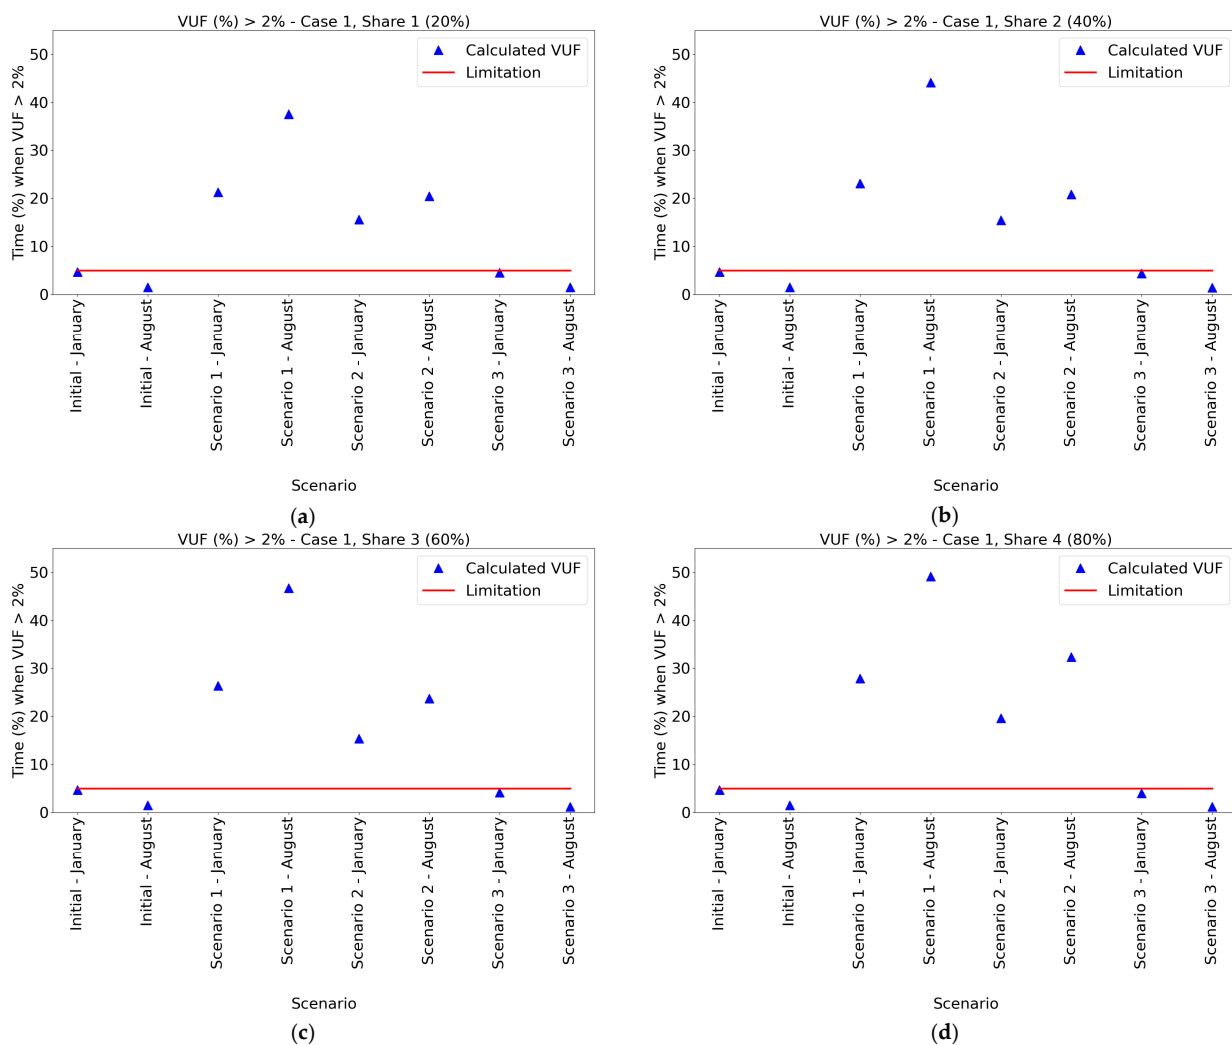 VUF (%) > 2% - Case 1, Share 1 (20%)
Time (%) when VUF > 2%
50
40
30
20
10
0
Calculated VUF
Limitation
Initial - January
Initial - August
Scenario 1 - January
Scenario 1 - August
Scenario 2 - January
Scenario 2 - August
Scenario 3 - January
Scenario 3 - August
Scenario
(a)
VUF (%) > 2% - Case 1, Share 2 (40%)
Time (%) when VUF > 2%
50
40
30
20
10
0
Calculated VUF
Limitation
Initial - January
Initial - August
Scenario 1 - January
Scenario 1 - August
Scenario 2 - January
Scenario 2 - August
Scenario 3 - January
Scenario 3 - August
Scenario
(b)
VUF (%) > 2% - Case 1, Share 3 (60%)
Time (%) when VUF > 2%
50
40
30
20
10
0
Calculated VUF
Limitation
Initial - January
Initial - August
Scenario 1 - January
Scenario 1 - August
Scenario 2 - January
Scenario 2 - August
Scenario 3 - January
Scenario 3 - August
Scenario
(c)
VUF (%) > 2% - Case 1, Share 4 (80%)
Time (%) when VUF > 2%
50
40
30
20
10
0
Calculated VUF
Limitation
Initial - January
Initial - August
Scenario 1 - January
Scenario 1 - August
Scenario 2 - January
Scenario 2 - August
Scenario 3 - January
Scenario 3 - August
Scenario
(d)